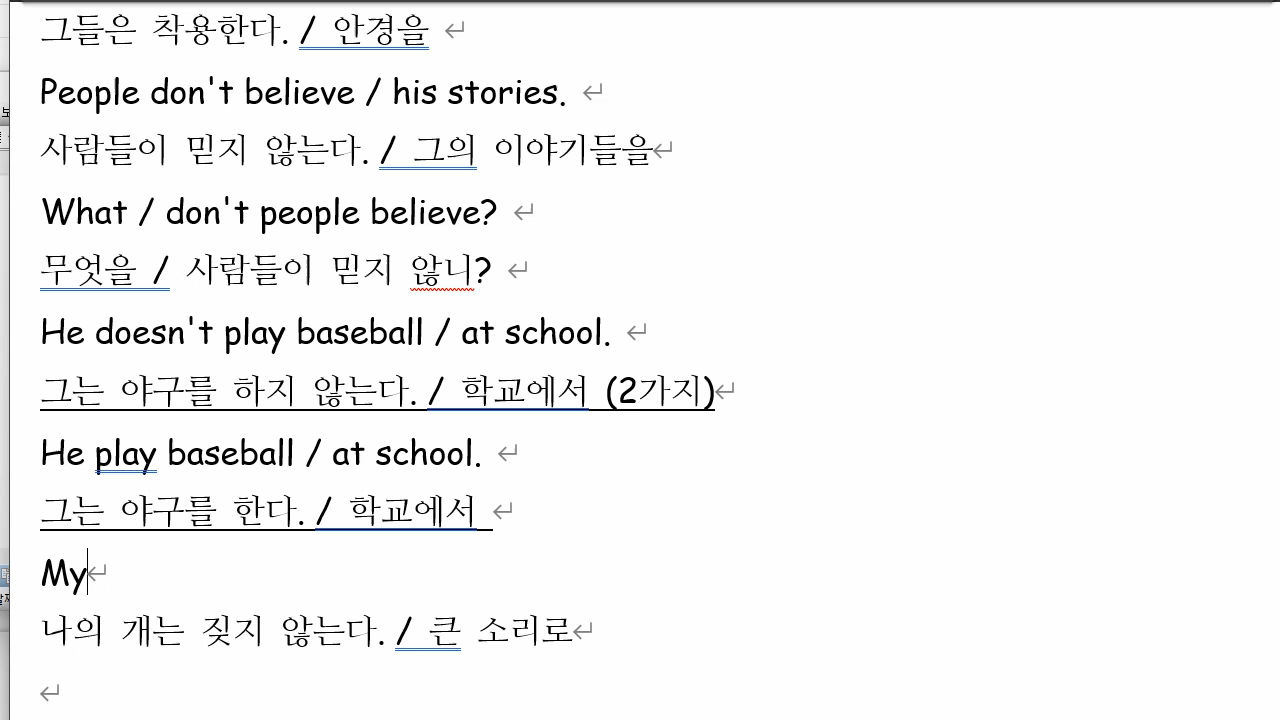 그들은 착용한다. / 안경을
People don't believe / his stories.
사람들이 믿지 않는다. / 그의 이야기들을
What / don't people believe?
무엇을 / 사람들이 믿지 않니?
He doesn't play baseball / at school.
그는 야구를 하지 않는다. / 학교에서 (2가지)
He play baseball / at school.
그는 야구를 한다. / 학교에서
My
나의 개는 짖지 않는다. / 큰 소리로